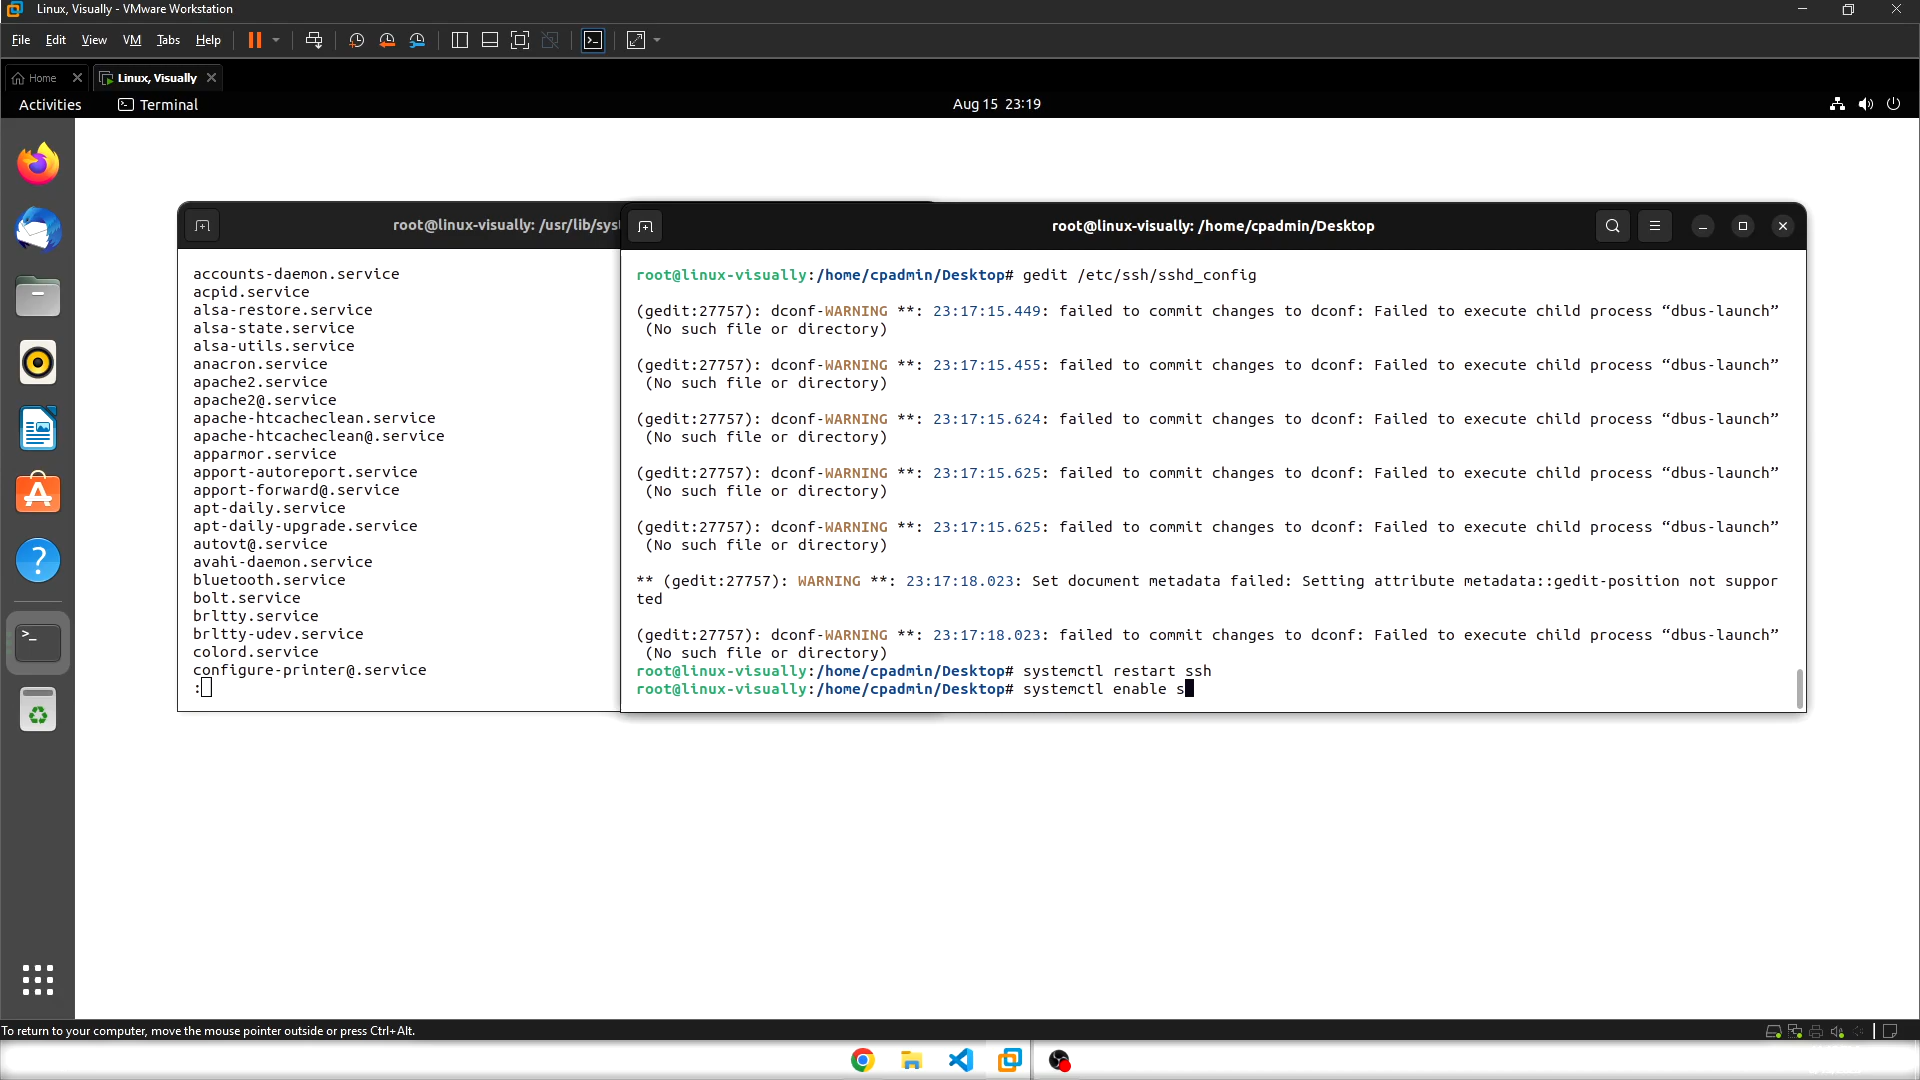 Linux, Visually - VMware Workstation
File Edit View VM Tabs Help
Home
Linux, Visually
Activities
Terminal
Aug 15 23:19
root@linux-visually: /usr/lib/syst
accounts-daemon.service
acpid.service
alsa-restore.service
alsa-state.service
alsa-utils.service
anacron.service
apache2.service
apache2@.service
apache-htcacheclean.service
apache-htcacheclean@.service
apparmor.service
apport-autoreport.service
apport-forward@.service
apt-daily.service
apt-daily-upgrade.service
autovt@.service
avahi-daemon.service
bluetooth.service
bolt.service
brltty.service
brltty-udev.service
colord.service
configure-printer@.service
:
root@linux-visually: /home/cpadmin/Desktop
root@linux-visually:/home/cpadmin/Desktop# gedit /etc/ssh/sshd_config
(gedit:27757): dconf-WARNING **: 23:17:15.449: failed to commit changes to dconf: Failed to execute child process “dbus-launch”
(No such file or directory)
(gedit:27757): dconf-WARNING **: 23:17:15.455: failed to commit changes to dconf: Failed to execute child process “dbus-launch”
(No such file or directory)
(gedit:27757): dconf-WARNING **: 23:17:15.624: failed to commit changes to dconf: Failed to execute child process “dbus-launch”
(No such file or directory)
(gedit:27757): dconf-WARNING **: 23:17:15.625: failed to commit changes to dconf: Failed to execute child process “dbus-launch”
(No such file or directory)
(gedit:27757): dconf-WARNING **: 23:17:15.625: failed to commit changes to dconf: Failed to execute child process “dbus-launch”
(No such file or directory)
** (gedit:27757): WARNING **: 23:17:18.023: Set document metadata failed: Setting attribute metadata::gedit-position not suppor
ted
(gedit:27757): dconf-WARNING **: 23:17:18.023: failed to commit changes to dconf: Failed to execute child process “dbus-launch”
(No such file or directory)
root@linux-visually:/home/cpadmin/Desktop# systemctl restart ssh
root@linux-visually:/home/cpadmin/Desktop# systemctl enable s
To return to your computer, move the mouse pointer outside or press Ctrl+Alt.